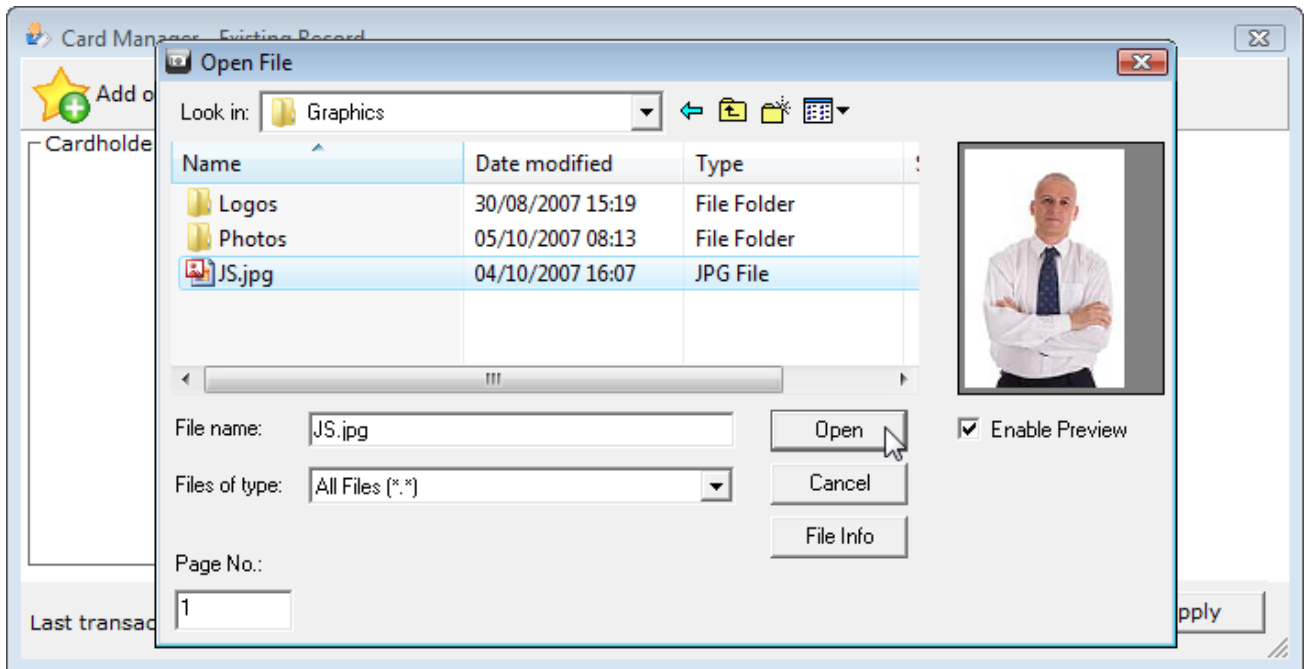 Card Manager - Existing Record
Open File
Add o
Look in: Graphics
Cardholde
Name Date modified Type
Logos 30/08/2007 15:19 File Folder
Photos 05/10/2007 08:13 File Folder
JS.jpg 04/10/2007 16:07 JPG File
File name: JS.jpg Open Enable Preview
Files of type: All Files (*.*) Cancel
File Info
Page No.:
1
Last transac pply